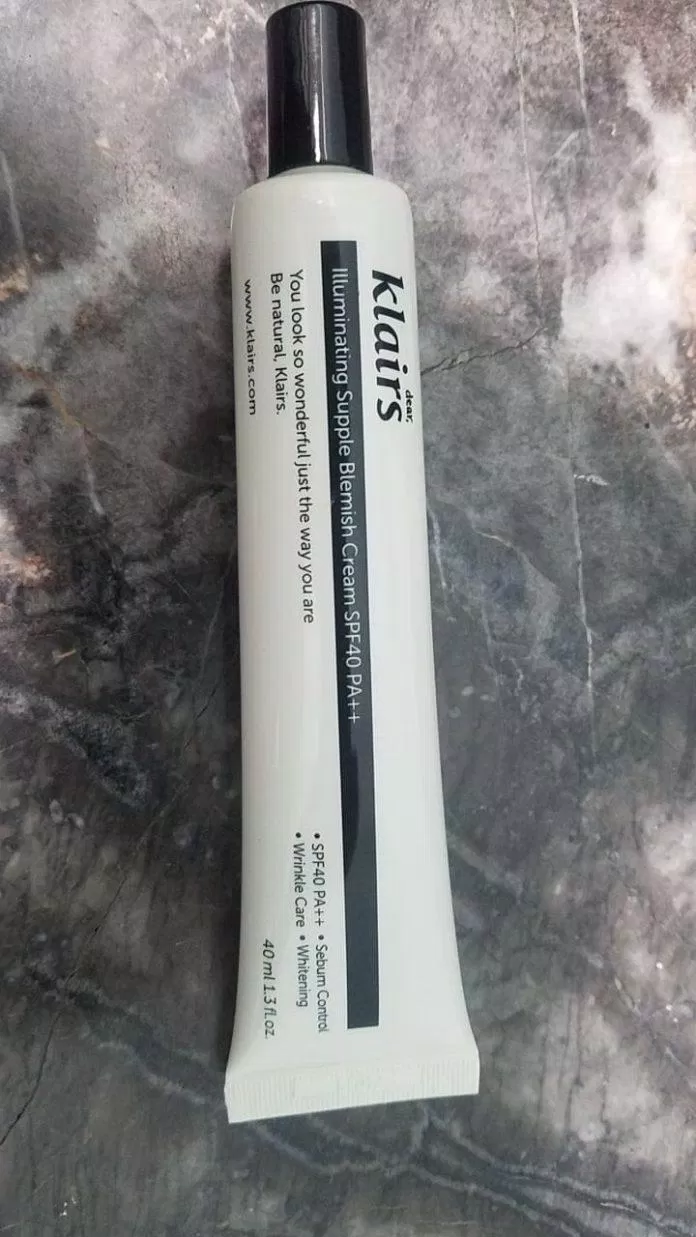 dear,
klairs
Illuminating Supple Blemish Cream SPF40 PA++
You look so wonderful just the way you are
Be natural, Klairs.
www.klairs.com
• SPF40 PA++ • Sebum Control
• Wrinkle Care • Whitening
40 ml 1.3 fl.oz.